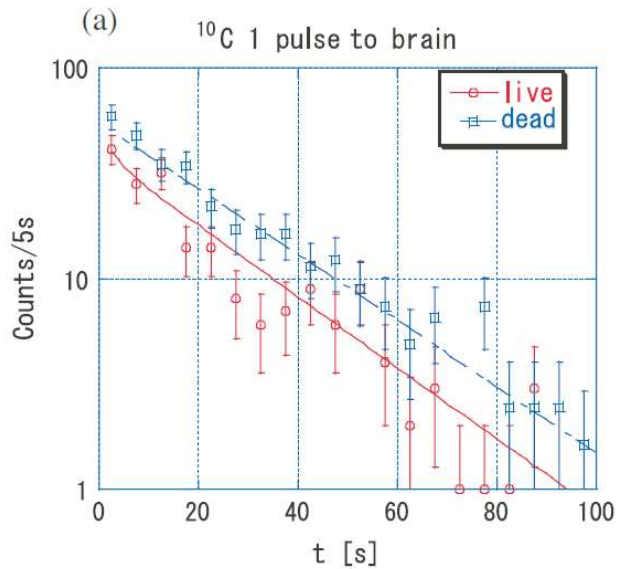 (a)
¹⁰C 1 pulse to brain
100
live
dead
Counts/5s
10
1
0 20 40 60 80 100
t [s]